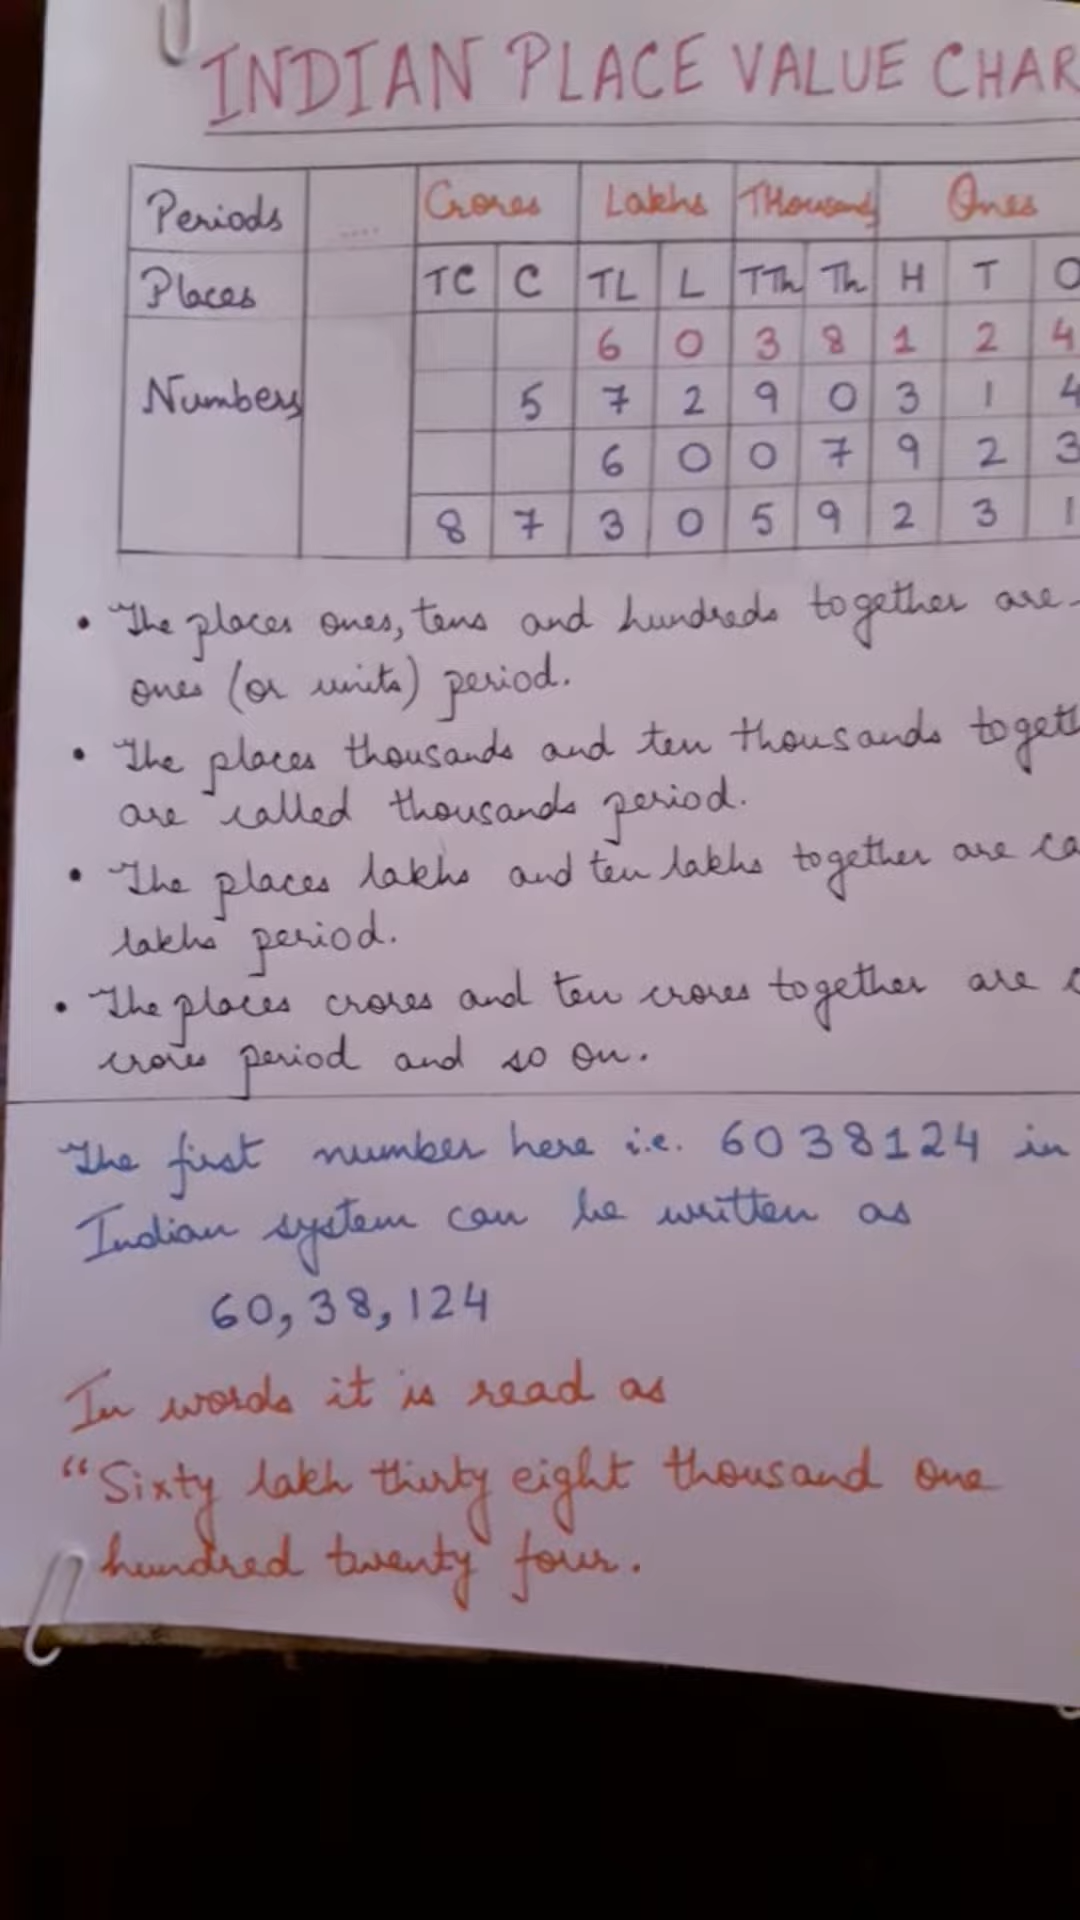 INDIAN PLACE VALUE CHAR
Periods .... Crores Lakhs THousands Ones
Places TC C TL L TTh Th H T O
6 0 3 8 1 2 4
Numbers 5 7 2 9 0 3 1 4
6 0 0 7 9 2 3
8 7 3 0 5 9 2 3 1
• The places ones, tens and hundreds together are
ones (or units) period.
• The places thousands and ten thousands togeth
are called thousands period.
• The places lakhs and ten lakhs together are ca
lakhs period.
• The places crores and ten crores together are c
crores period and so on.
The first number here i.e. 6038124 in
Indian system can be written as
60, 38, 124
In words it is read as
“Sixty lakh thirty eight thousand one
hundred twenty four.